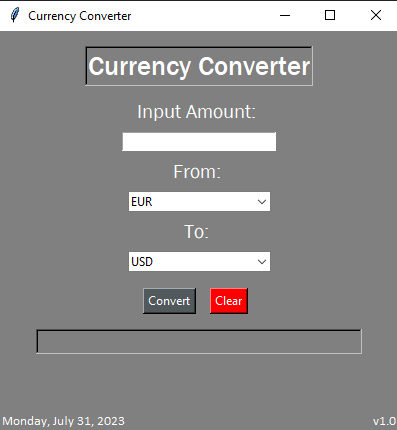 Currency Converter
Currency Converter
Input Amount:
From:
EUR
To:
USD
Convert Clear
Monday, July 31, 2023 v1.0